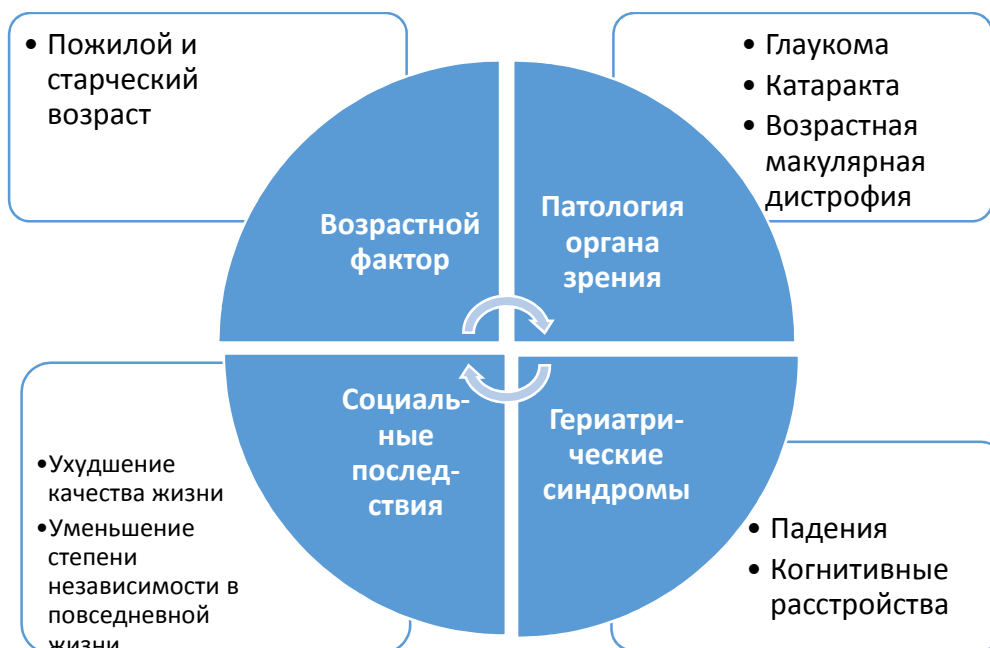 • Пожилой и
старческий
возраст
• Глаукома
• Катаракта
• Возрастная
макулярная
дистрофия
Возрастной
фактор
Патология
органа
зрения
Социаль-
ные
послед-
ствия
Гериатри-
ческие
синдромы
•Ухудшение
качества жизни
•Уменьшение
степени
независимости в
повседневной
жизни
• Падения
• Когнитивные
расстройства